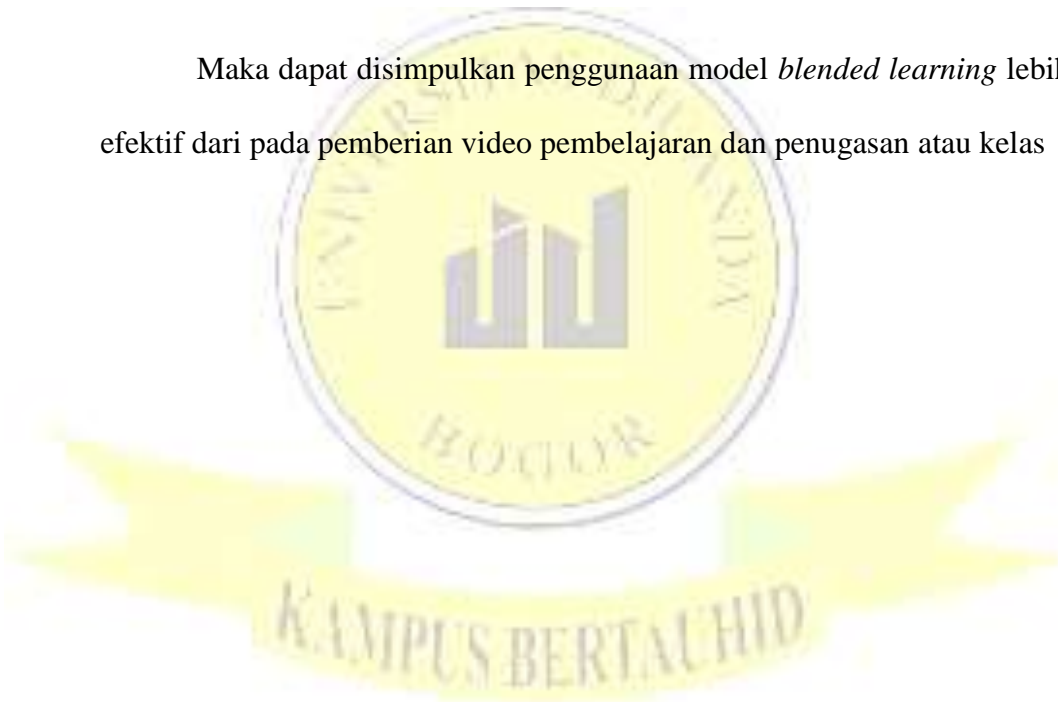 Maka dapat disimpulkan penggunaan model blended learning lebih
efektif dari pada pemberian video pembelajaran dan penugasan atau kelas
BOGOR
KAMPUS BERTAUHID